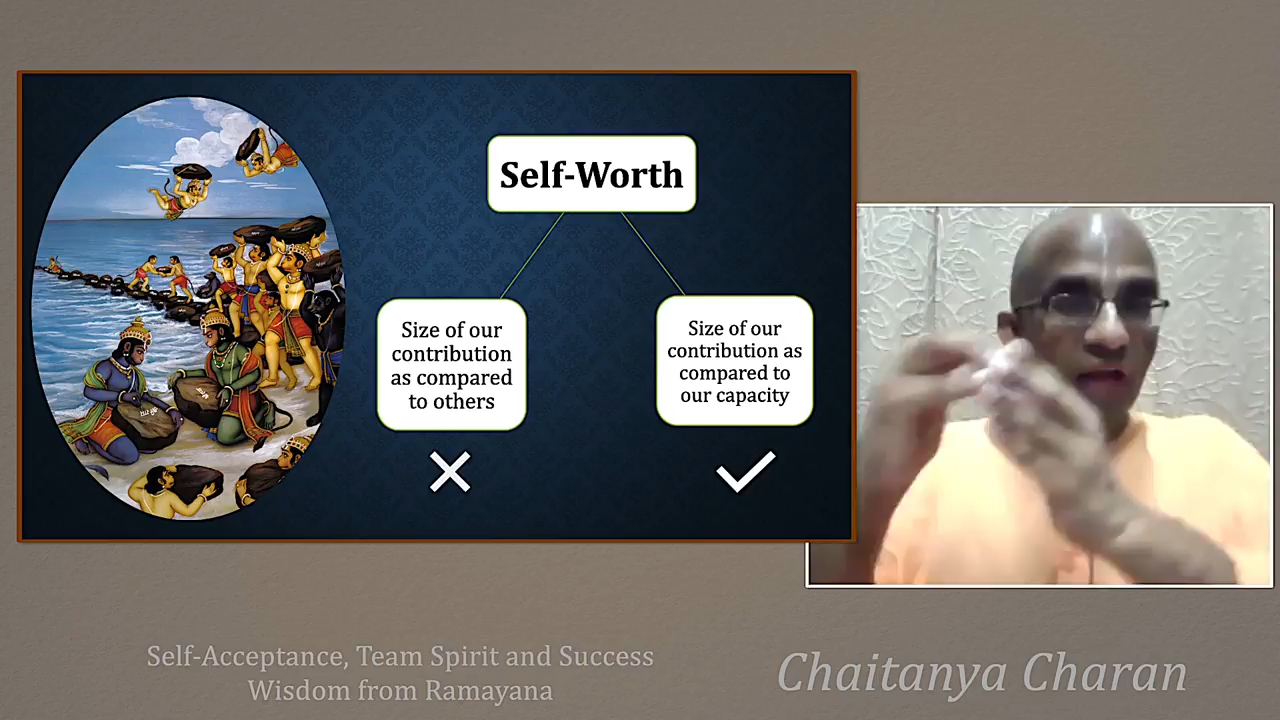 Self-Worth
Size of our
contribution
as compared
to others
Size of our
contribution as
compared to
our capacity
Self-Acceptance, Team Spirit and Success
Wisdom from Ramayana
Chaitanya Charan